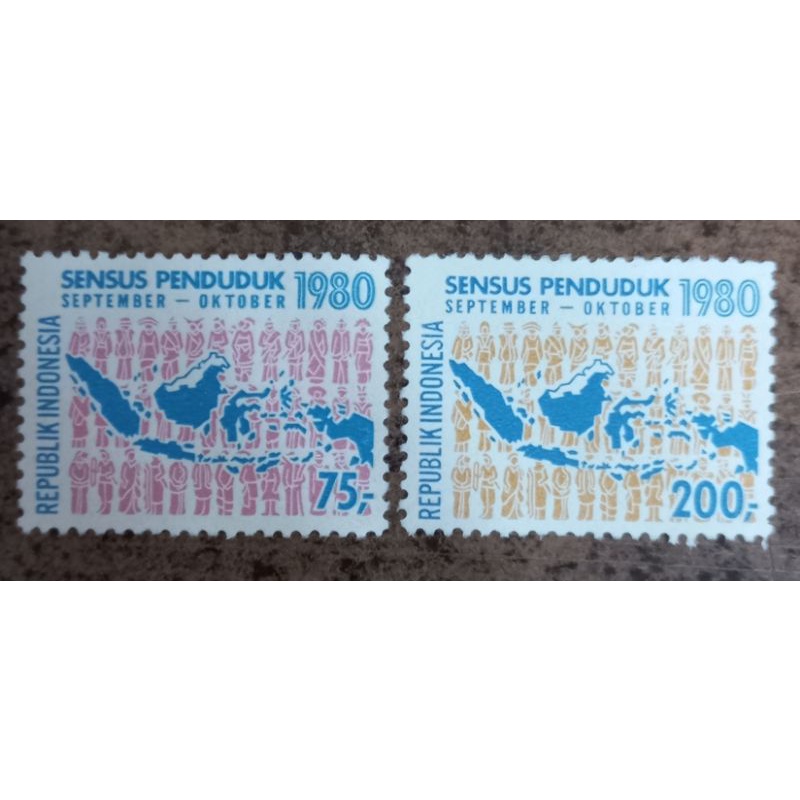 SENSUS PENDUDUK 1980
SEPTEMBER – OKTOBER
REPUBLIK INDONESIA
75,-
SENSUS PENDUDUK 1980
SEPTEMBER – OKTOBER
REPUBLIK INDONESIA
200,-